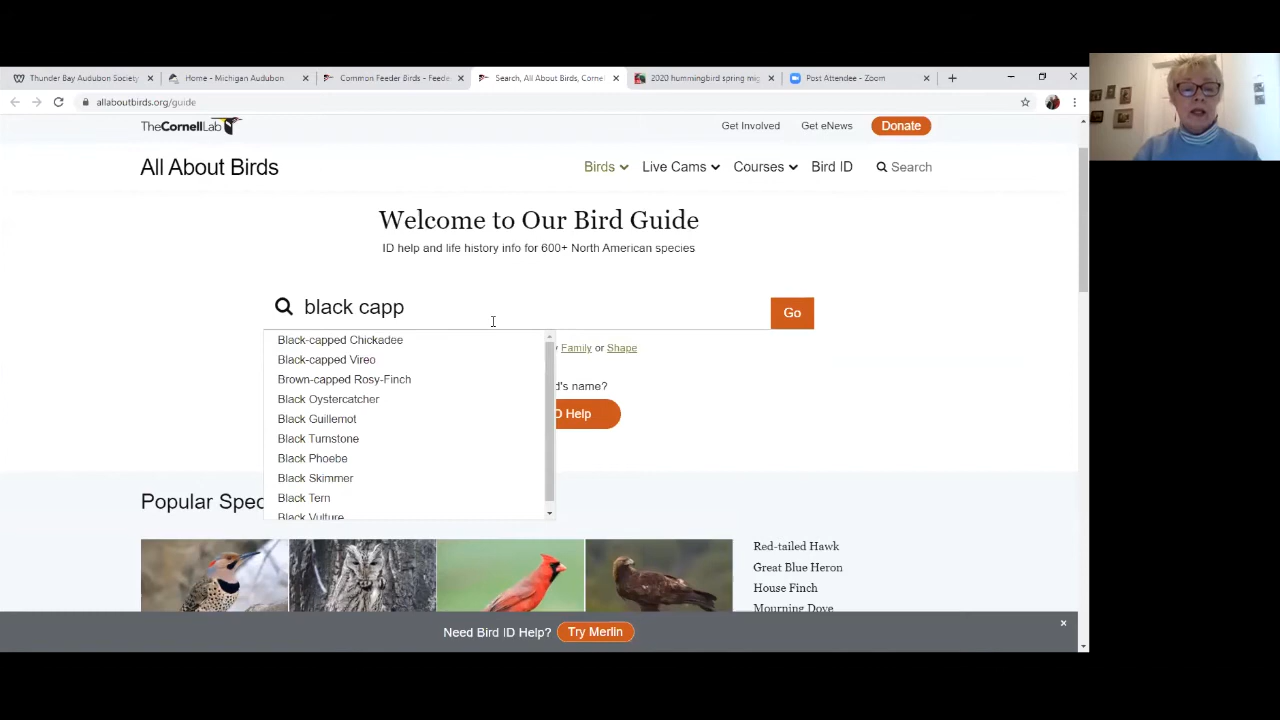 Thunder Bay Audubon Society
Home - Michigan Audubon
Common Feeder Birds - Feede
Search, All About Birds, Cornel
2020 hummingbird spring mig
Post Attendee - Zoom
allaboutbirds.org/guide
TheCornellLab
Get Involved
Get eNews
Donate
All About Birds
Birds
Live Cams
Courses
Bird ID
Search
Welcome to Our Bird Guide
ID help and life history info for 600+ North American species
black capp
Go
Black-capped Chickadee
Black-capped Vireo
Brown-capped Rosy-Finch
Black Oystercatcher
Black Guillemot
Black Turnstone
Black Phoebe
Black Skimmer
Black Tern
Black Vulture
y Family or Shape
d's name?
D Help
Popular Spec
Red-tailed Hawk
Great Blue Heron
House Finch
Mourning Dove
Need Bird ID Help?
Try Merlin